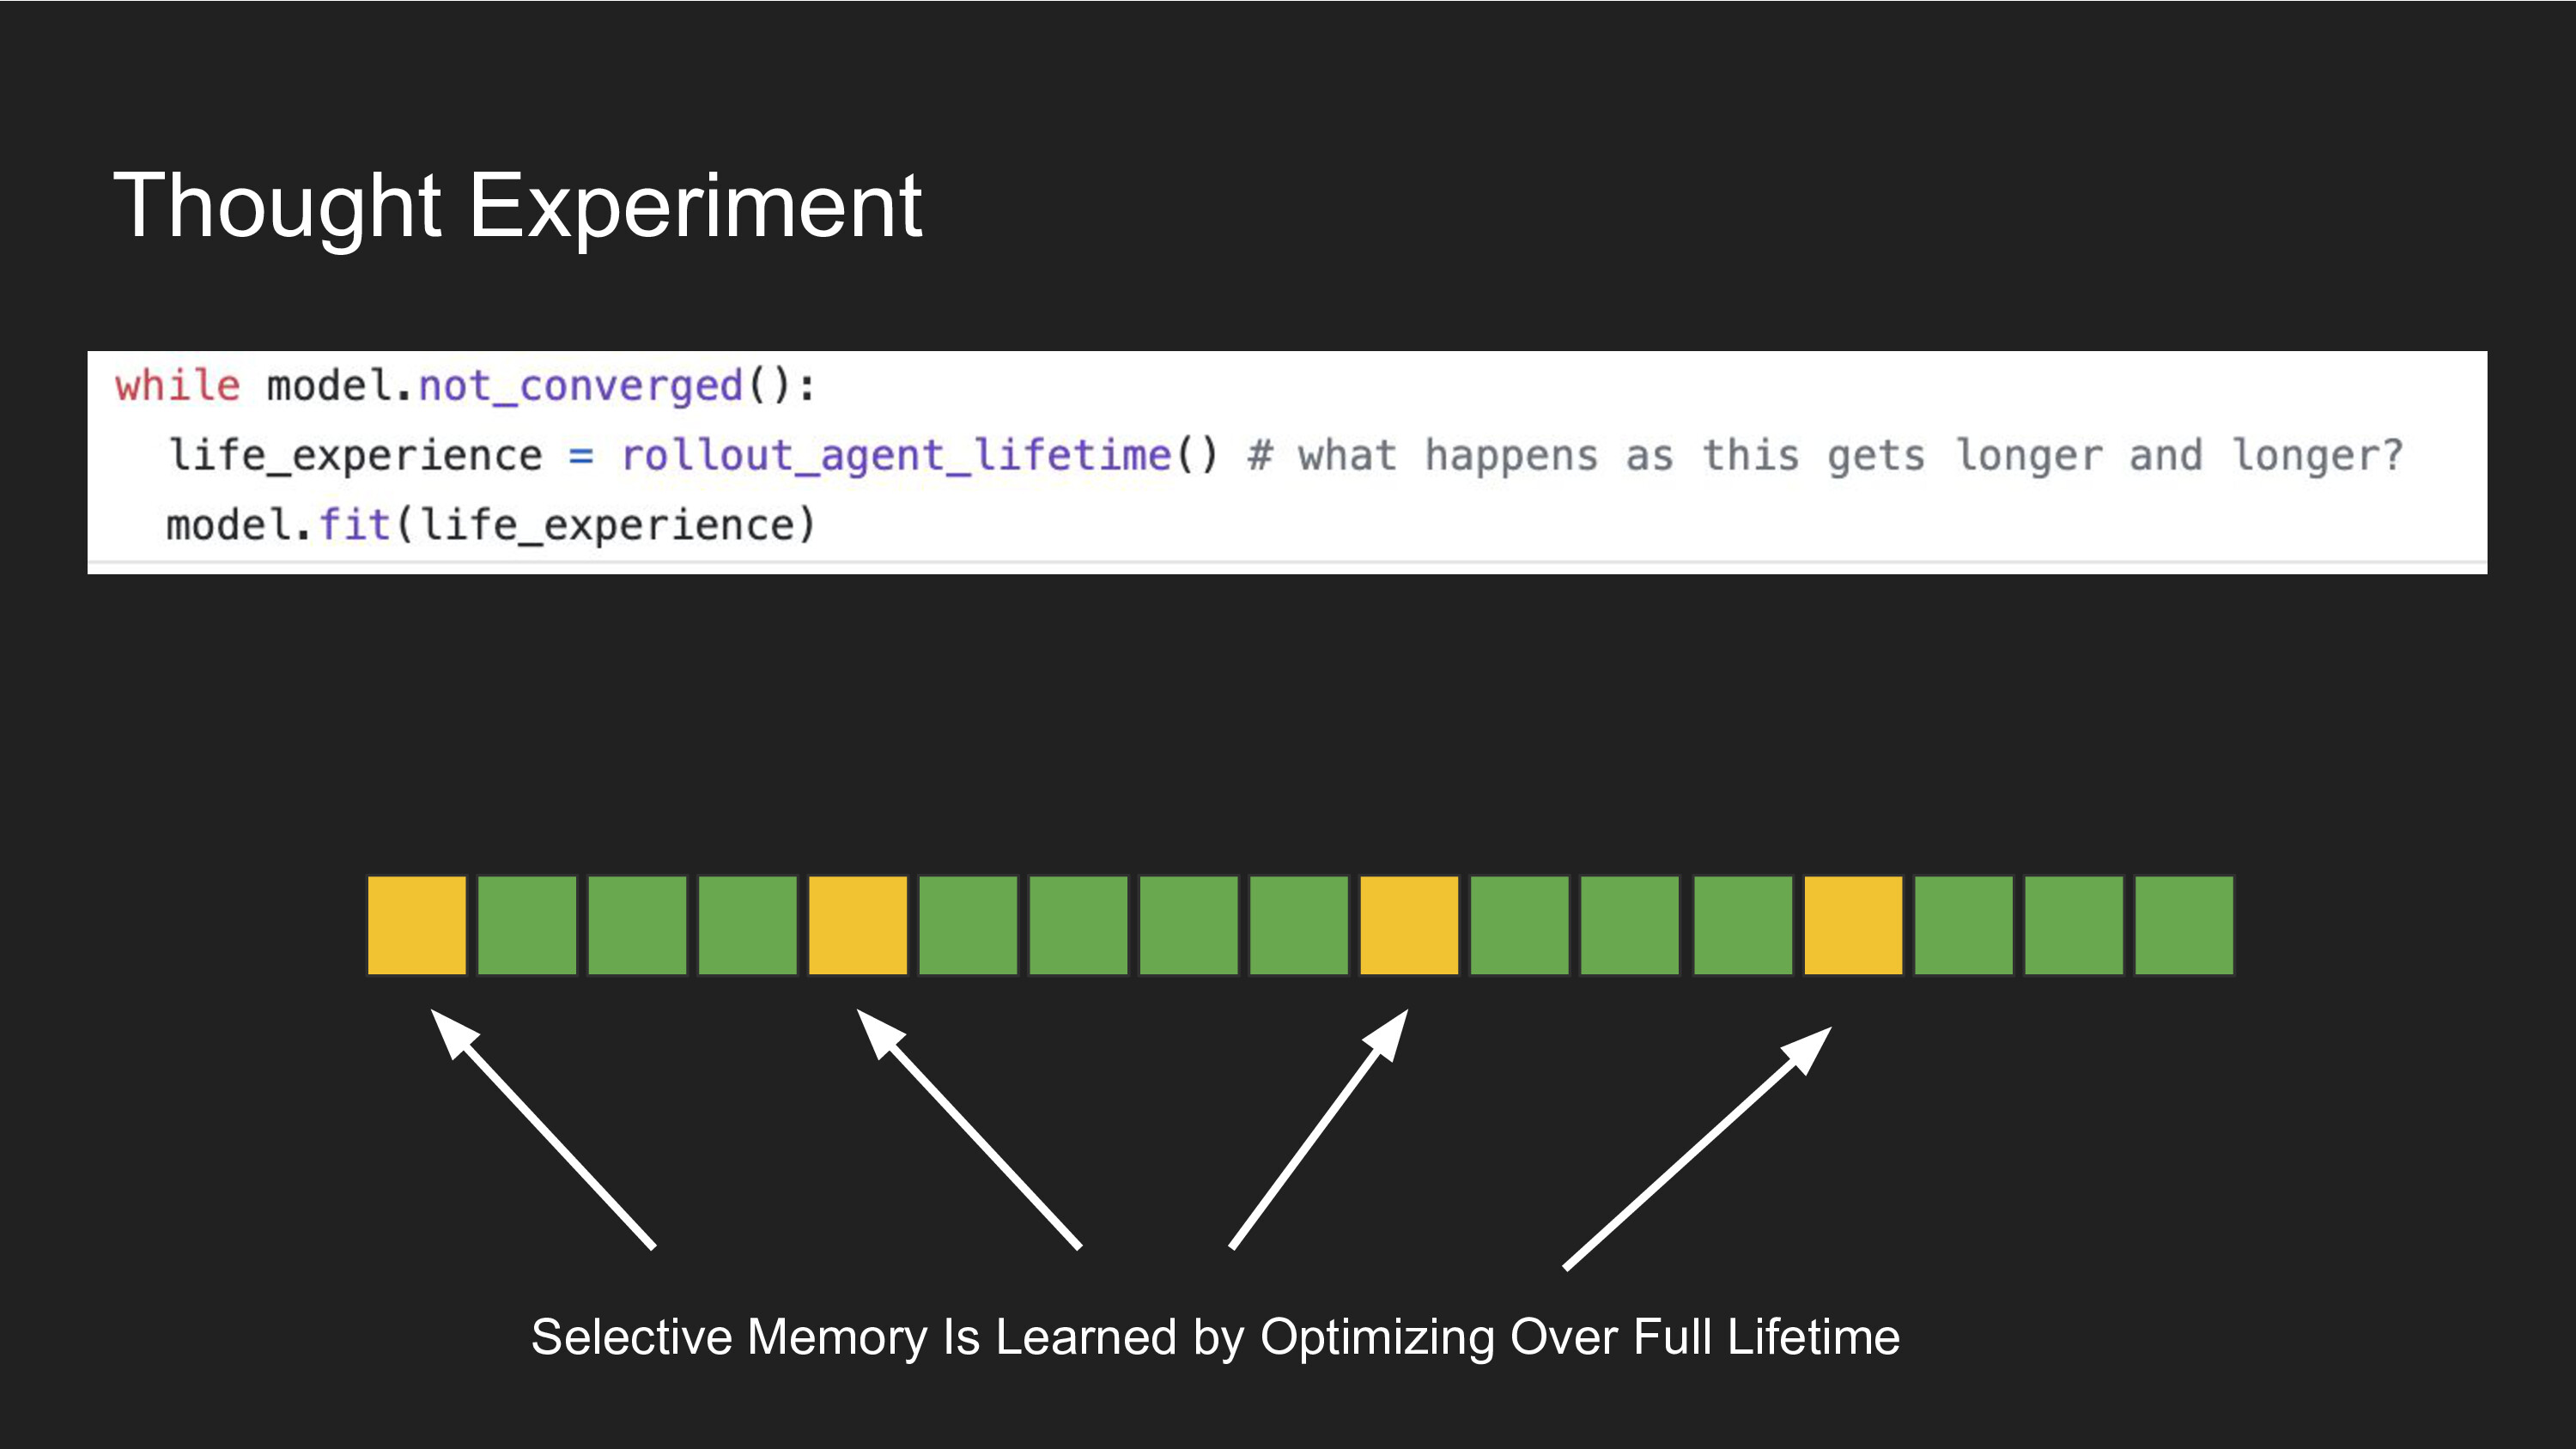 Thought Experiment
while model.not_converged():
life_experience = rollout_agent_lifetime() # what happens as this gets longer and longer?
model.fit(life_experience)
Selective Memory Is Learned by Optimizing Over Full Lifetime